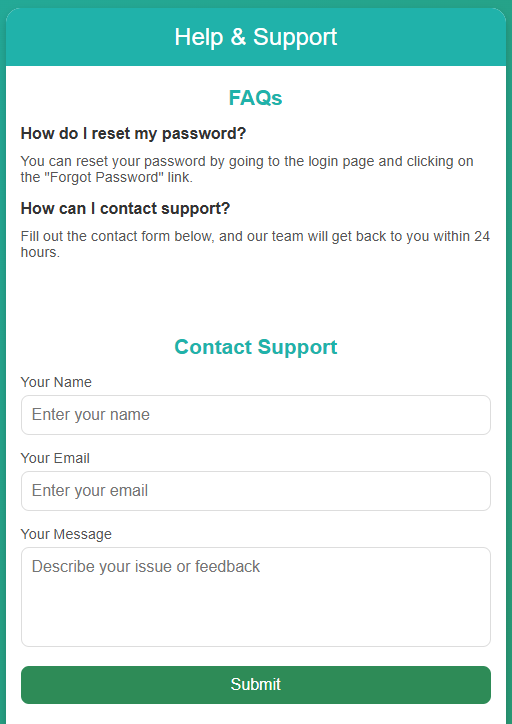 Help & Support
FAQs
How do I reset my password?
You can reset your password by going to the login page and clicking on
the "Forgot Password" link.
How can I contact support?
Fill out the contact form below, and our team will get back to you within 24
hours.
Contact Support
Your Name
Enter your name
Your Email
Enter your email
Your Message
Describe your issue or feedback
Submit